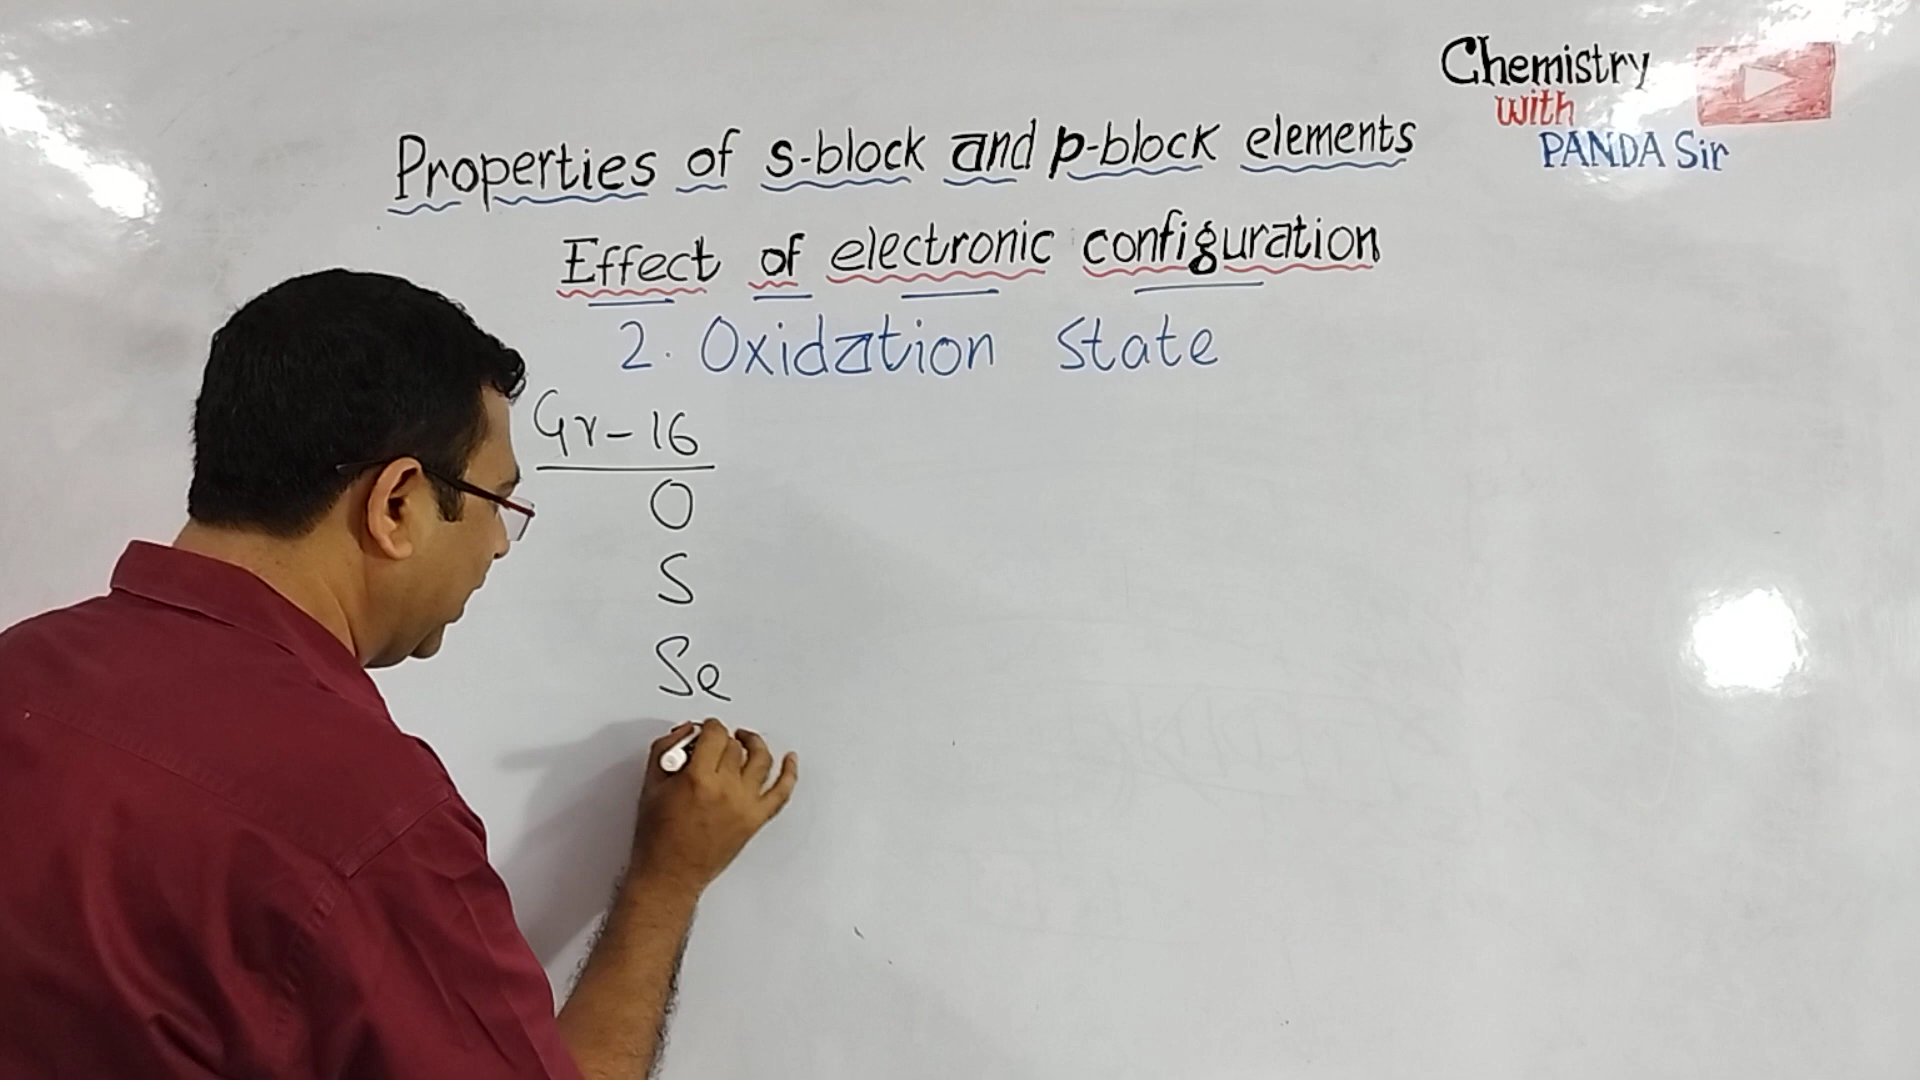 Chemistry
with
PANDA Sir
Properties of s-block and p-block elements
Effect of electronic configuration
2. Oxidation State
Gr-16
O
S
Se